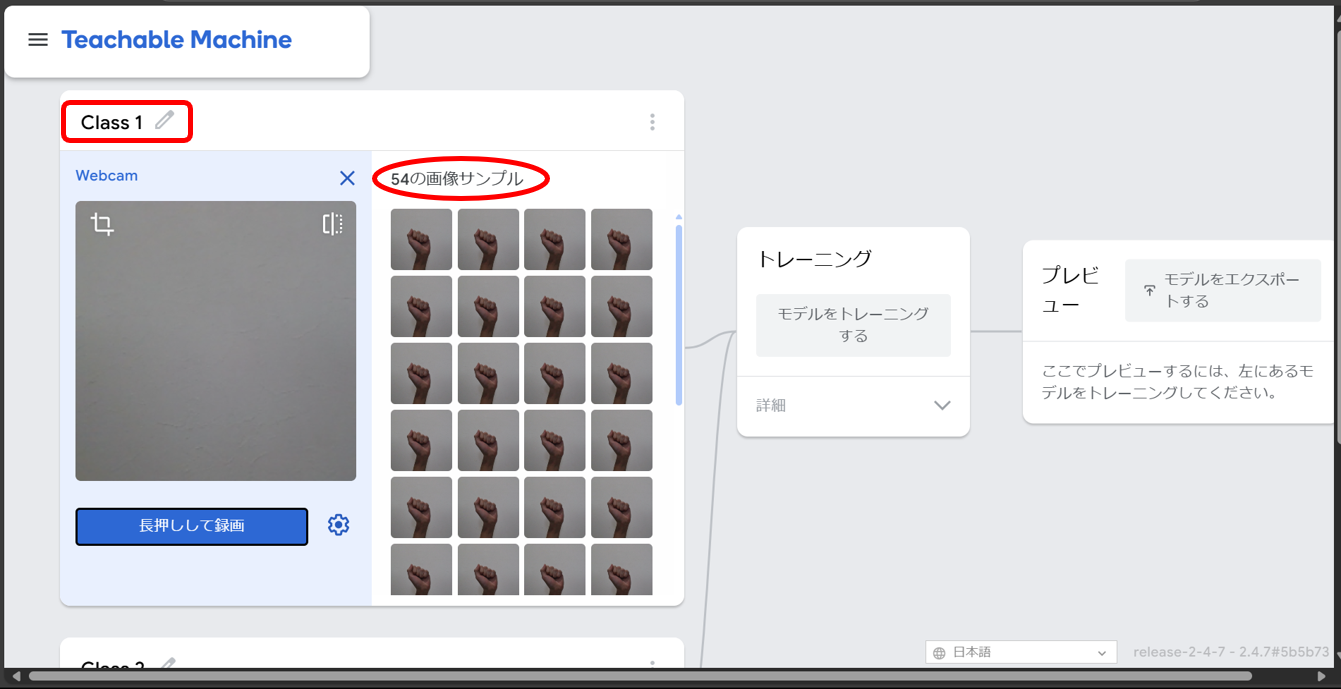 Teachable Machine
Class 1
Webcam
54の画像サンプル
長押しして録画
トレーニング
モデルをトレーニング
する
詳細
プレビ
ュー
モデルをエクスポー
トする
ここでプレビューするには、左にあるモ
デルをトレーニングしてください。
Class 2
日本語
release-2-4-7 - 2.4.7#5b5b73